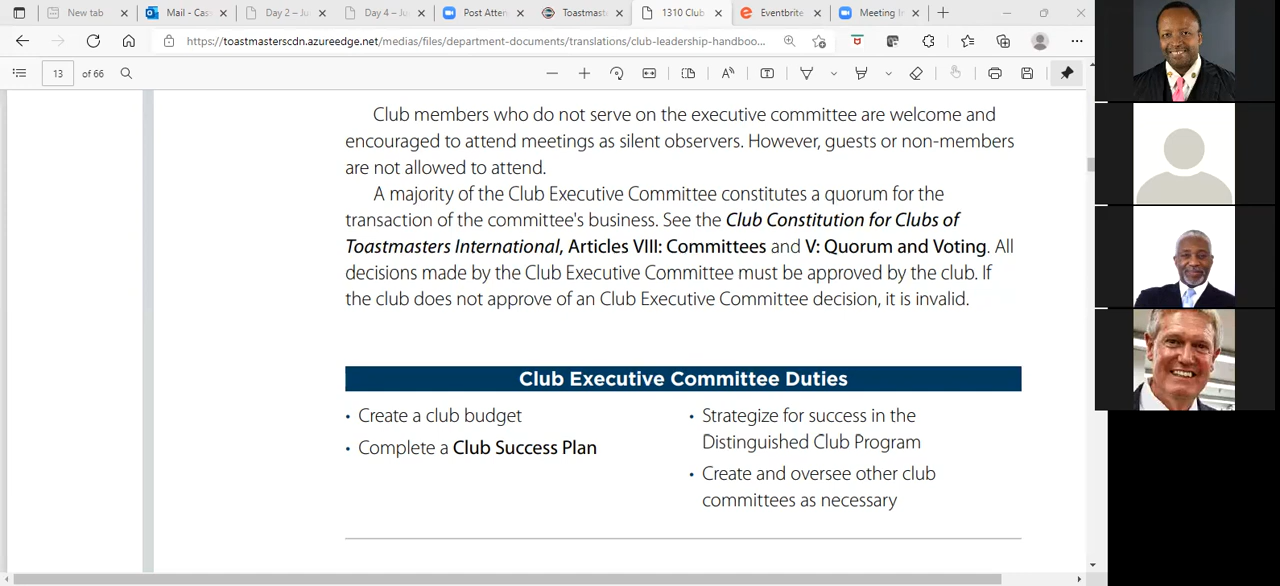 New tab
Mail - Cas
Day 2 – Ju
Day 4 – Ju
Post Atten
Toastmast
1310 Club
Eventbrite
Meeting In
https://toastmasterscdn.azureedge.net/medias/files/department-documents/translations/club-leadership-handboo...
13 of 66
Club members who do not serve on the executive committee are welcome and
encouraged to attend meetings as silent observers. However, guests or non-members
are not allowed to attend.
A majority of the Club Executive Committee constitutes a quorum for the
transaction of the committee's business. See the Club Constitution for Clubs of
Toastmasters International, Articles VIII: Committees and V: Quorum and Voting. All
decisions made by the Club Executive Committee must be approved by the club. If
the club does not approve of an Club Executive Committee decision, it is invalid.
Club Executive Committee Duties
• Create a club budget
• Complete a Club Success Plan
• Strategize for success in the
Distinguished Club Program
• Create and oversee other club
committees as necessary